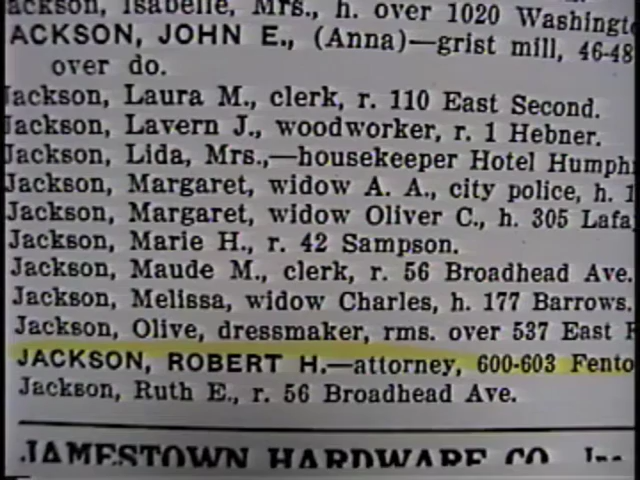 ackson, Isabelle, Mrs., h. over 1020 Washingt
ACKSON, JOHN E., (Anna)—grist mill, 46-48
over do.
Jackson, Laura M., clerk, r. 110 East Second.
Jackson, Lavern J., woodworker, r. 1 Hebner.
Jackson, Lida, Mrs.,—housekeeper Hotel Humph
Jackson, Margaret, widow A. A., city police, h. 1
Jackson, Margaret, widow Oliver C., h. 305 Lafa
Jackson, Marie H., r. 42 Sampson.
Jackson, Maude M., clerk, r. 56 Broadhead Ave.
Jackson, Melissa, widow Charles, h. 177 Barrows.
Jackson, Olive, dressmaker, rms. over 537 East
JACKSON, ROBERT H.—attorney, 600-603 Fento
Jackson, Ruth E., r. 56 Broadhead Ave.
JAMESTOWN HARDWARE CO.